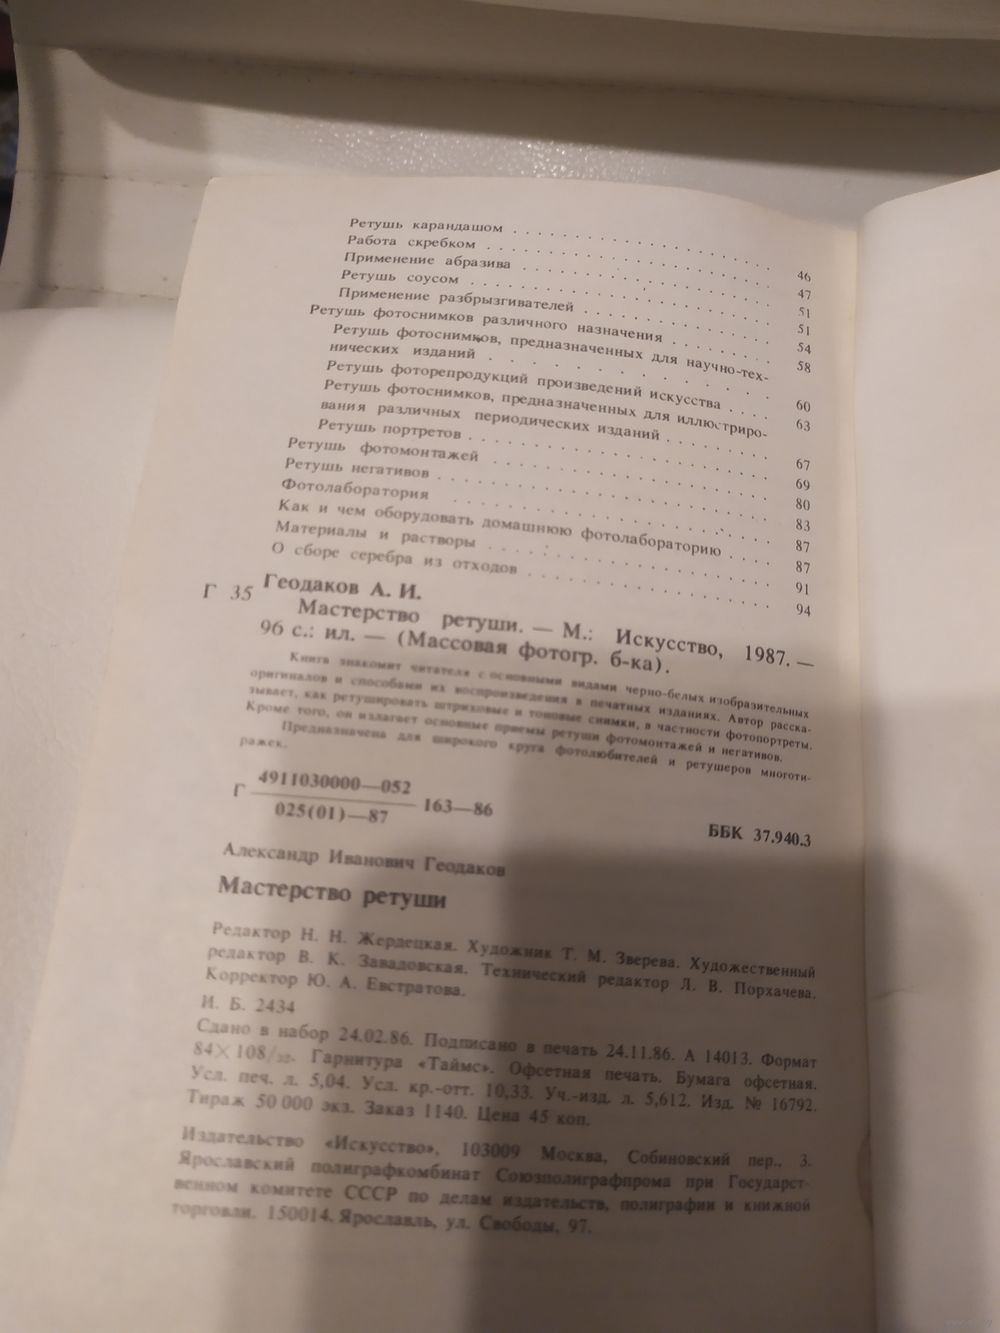 Ретушь карандашом . . . . . . . . . . . . . . . . . . 46
Работа скребком . . . . . . . . . . . . . . . . . . . 47
Применение абразива . . . . . . . . . . . . . . . . . 51
Ретушь соусом . . . . . . . . . . . . . . . . . . . . 51
Применение разбрызгивателей . . . . . . . . . . . . . 54
Ретушь фотоснимков различного назначения . . . . . . . 58
Ретушь фотоснимков, предназначенных для научно-тех-
нических изданий . . . . . . . . . . . . 60
Ретушь фоторепродукций произведений искусства . . . . 63
Ретушь фотоснимков, предназначенных для иллюстриро-
вания различных периодических изданий . . . . . . . 67
Ретушь портретов . . . . . . . . . . . . . . . . . . 69
Ретушь фотомонтажей . . . . . . . . . . . . . . . . . 80
Ретушь негативов . . . . . . . . . . . . . . . . . . 83
Фотолаборатория . . . . . . . . . . . . . . . . . . . 87
Как и чем оборудовать домашнюю фотолабораторию . . . . 87
Материалы и растворы . . . . . . . . . . . . . . . . 91
О сборе серебра из отходов . . . . . . . . . . . . . . 94
Геодаков А. И.
Г 35 Мастерство ретуши. — М.: Искусство, 1987. —
96 с.: ил. — (Массовая фотогр. б-ка).
Книга знакомит читателя с основными видами черно-белых изобразительных
оригиналов и способами их воспроизведения в печатных изданиях. Автор расска-
зывает, как ретушировать штриховые и тоновые снимки, в частности фотопортреты.
Кроме того, он излагает основные приемы ретуши фотомонтажей и негативов.
Предназначена для широкого круга фотолюбителей и ретушеров многоти-
ражек.
Г 4911030000—052
025(01)—87 163—86
ББК 37.940.3
Александр Иванович Геодаков
Мастерство ретуши
Редактор Н. Н. Жердецкая. Художник Т. М. Зверева. Художественный
редактор В. К. Завадовская. Технический редактор Л. В. Порхачева.
Корректор Ю. А. Евстратова.
И. Б. 2434
Сдано в набор 24.02.86. Подписано в печать 24.11.86. А 14013. Формат
84×108/32. Гарнитура «Таймс». Офсетная печать. Бумага офсетная.
Усл. печ. л. 5,04. Усл. кр.-отт. 10,33. Уч.-изд. л. 5,612. Изд. № 16792.
Тираж 50 000 экз. Заказ 1140. Цена 45 коп.
Издательство «Искусство», 103009 Москва, Собиновский пер., 3.
Ярославский полиграфкомбинат Союзполиграфпрома при Государст-
венном комитете СССР по делам издательств, полиграфии и книжной
торговли. 150014, Ярославль, ул. Свободы, 97.